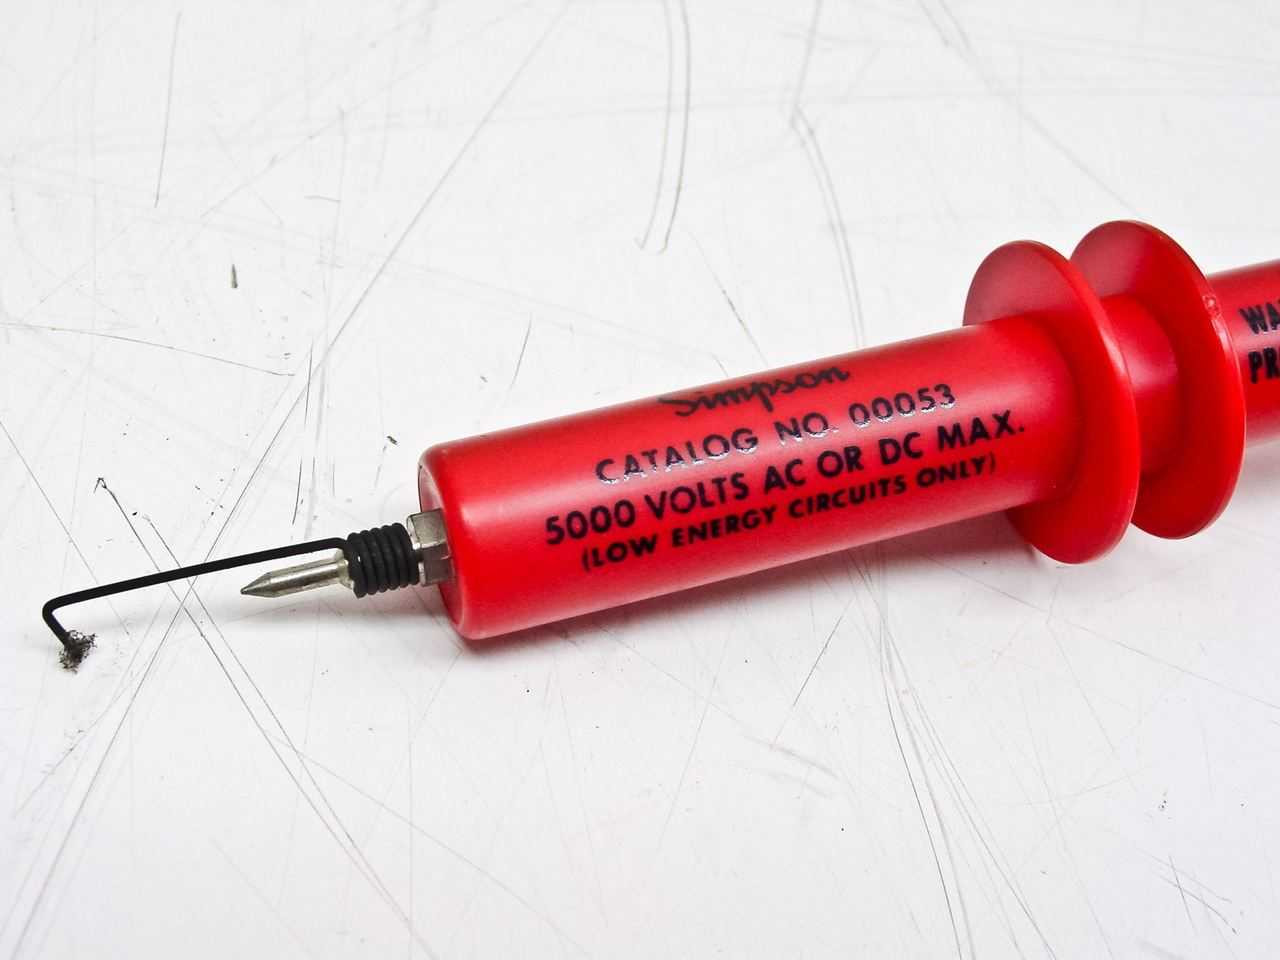 Simpson
CATALOG NO. 00053
5000 VOLTS AC OR DC MAX.
(LOW ENERGY CIRCUITS ONLY)